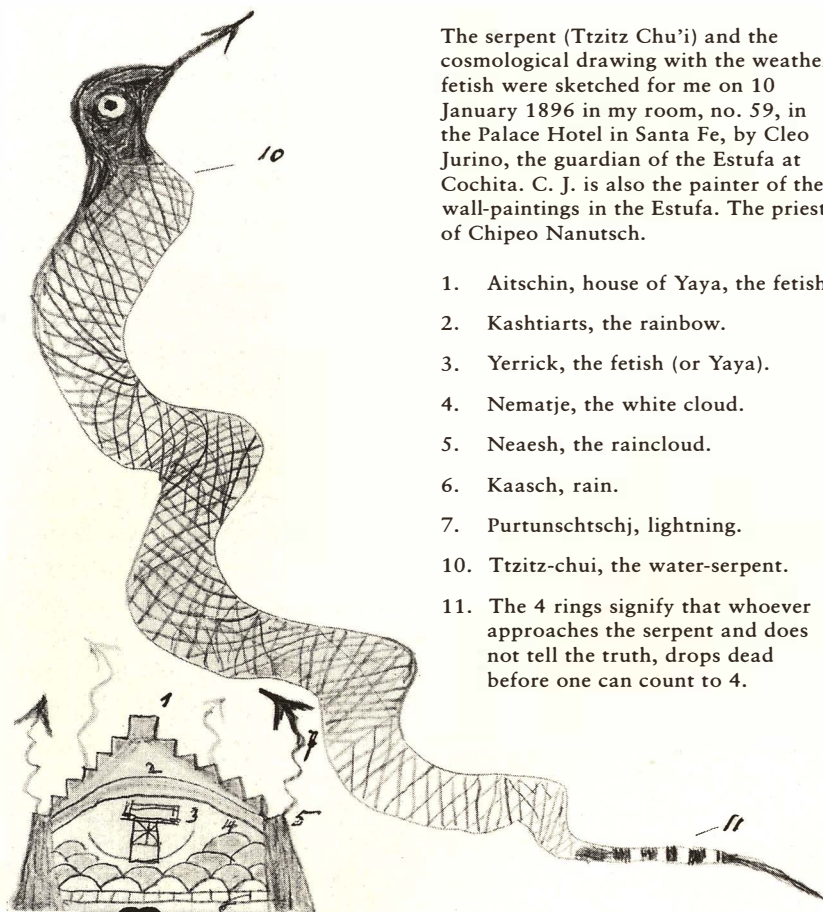 The serpent (Ttzitz Chu’i) and the
cosmological drawing with the weathe
fetish were sketched for me on 10
January 1896 in my room, no. 59, in
the Palace Hotel in Santa Fe, by Cleo
Jurino, the guardian of the Estufa at
Cochita. C. J. is also the painter of the
wall-paintings in the Estufa. The priest
of Chipeo Nanutsch.
1. Aitschin, house of Yaya, the fetish
2. Kashtiarts, the rainbow.
3. Yerrick, the fetish (or Yaya).
4. Nematje, the white cloud.
5. Neaesh, the raincloud.
6. Kaasch, rain.
7. Purtunschtschj, lightning.
10. Ttzitz-chui, the water-serpent.
11. The 4 rings signify that whoever
approaches the serpent and does
not tell the truth, drops dead
before one can count to 4.
10
1
7
2
3
4
5
11